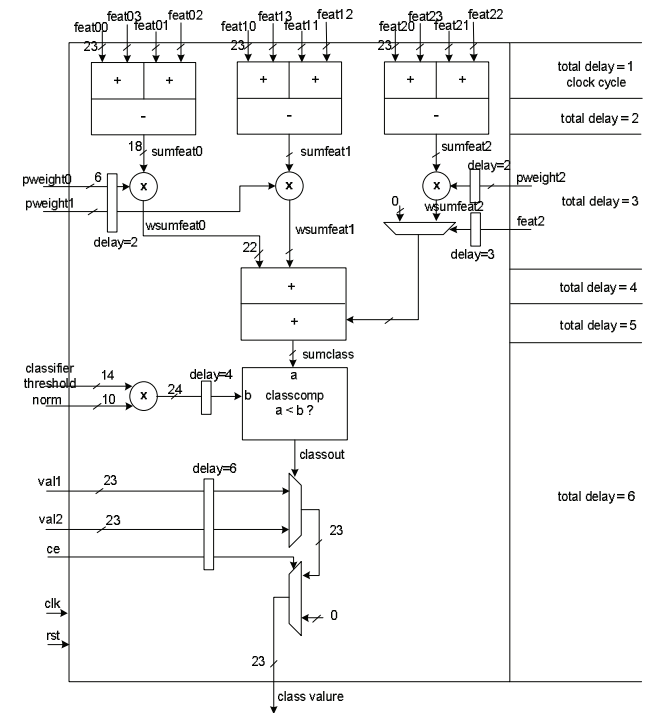 feat00 feat03 feat01 feat02 feat10 feat13 feat11 feat12 feat20 feat23 feat21 feat22
23 23 23
+ + + + + +
total delay = 1
clock cycle
- - -
total delay = 2
18 sumfeat0 sumfeat1 sumfeat2
pweight0 6 x x x delay=2 pweight2
pweight1 0 wsumfeat2 total delay = 3
wsumfeat0 wsumfeat1 feat2
delay=2 22 delay=3
+ total delay = 4
+ total delay = 5
sumclass
classifier
threshold 14 delay=4 a
norm 10 x 24 b classcomp
a < b ?
classout
delay=6
val1 23
total delay = 6
val2 23 23
ce
clk
0
rst
23
class valure